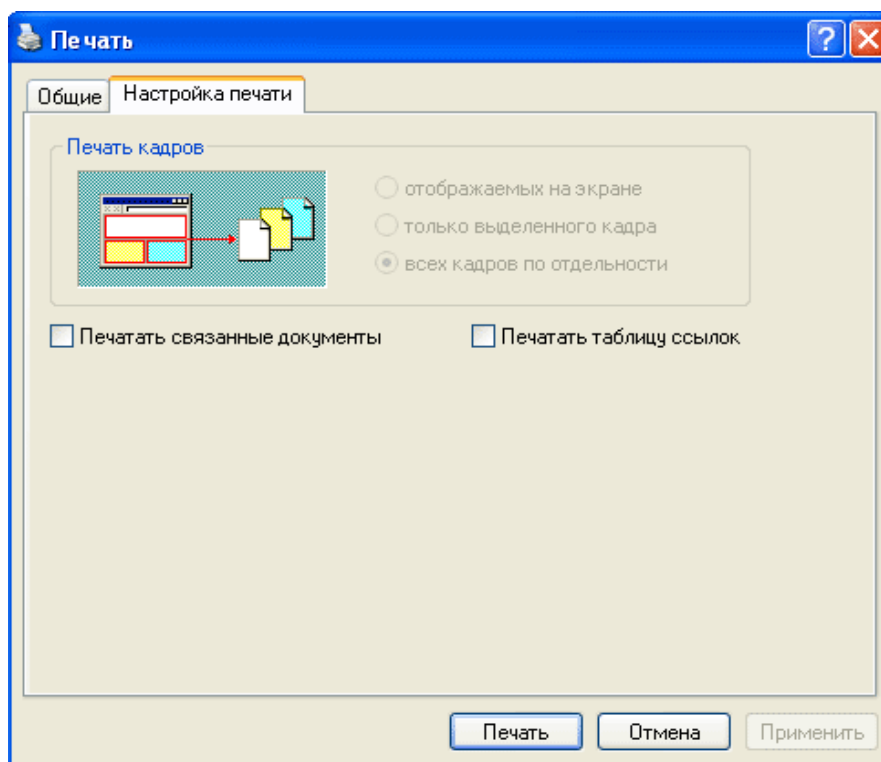 Печать
Общие
Настройка печати
Печать кадров
отображаемых на экране
только выделенного кадра
всех кадров по отдельности
Печатать связанные документы
Печатать таблицу ссылок
Печать
Отмена
Применить